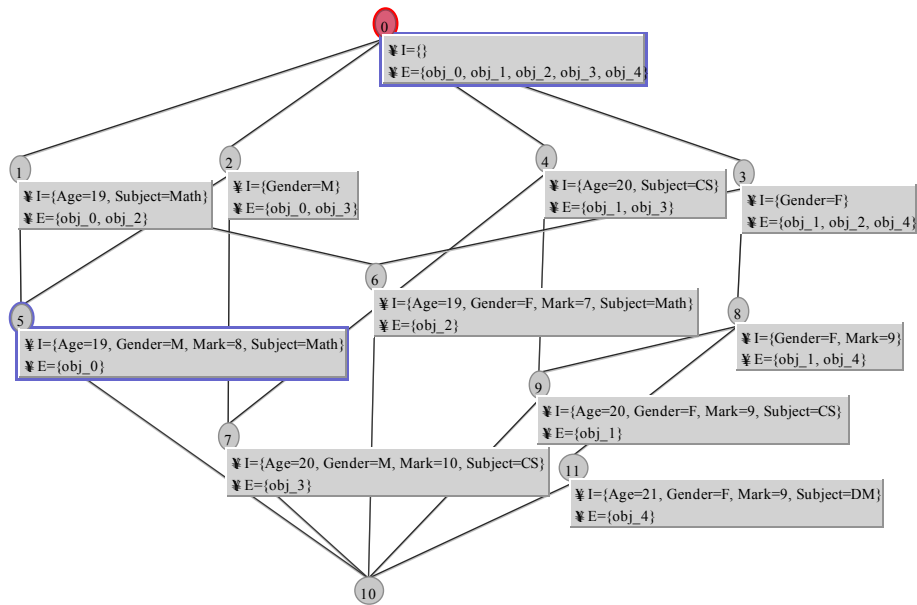 0
¥ I={}
¥ E={obj_0, obj_1, obj_2, obj_3, obj_4}
1
¥ I={Age=19, Subject=Math}
¥ E={obj_0, obj_2}
2
¥ I={Gender=M}
¥ E={obj_0, obj_3}
4
¥ I={Age=20, Subject=CS}
¥ E={obj_1, obj_3}
3
¥ I={Gender=F}
¥ E={obj_1, obj_2, obj_4}
6
¥ I={Age=19, Gender=F, Mark=7, Subject=Math}
¥ E={obj_2}
5
¥ I={Age=19, Gender=M, Mark=8, Subject=Math}
¥ E={obj_0}
8
¥ I={Gender=F, Mark=9}
¥ E={obj_1, obj_4}
9
¥ I={Age=20, Gender=F, Mark=9, Subject=CS}
¥ E={obj_1}
7
¥ I={Age=20, Gender=M, Mark=10, Subject=CS}
¥ E={obj_3}
11
¥ I={Age=21, Gender=F, Mark=9, Subject=DM}
¥ E={obj_4}
10